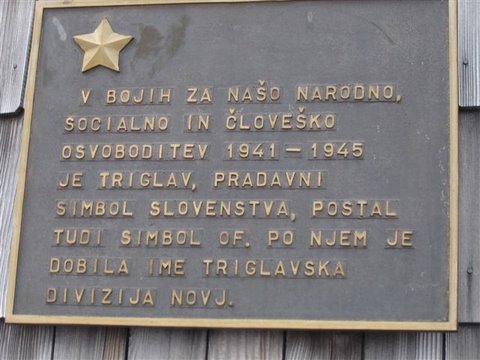 V BOJIH ZA NAŠO NARODNO,
SOCIALNO IN ČLOVEŠKO
OSVOBODITEV 1941 — 1945
JE TRIGLAV, PRADAVNI
SIMBOL SLOVENSTVA, POSTAL
TUDI SIMBOL OF. PO NJEM JE
DOBILA IME TRIGLAVSKA
DIVIZIJA NOVJ.